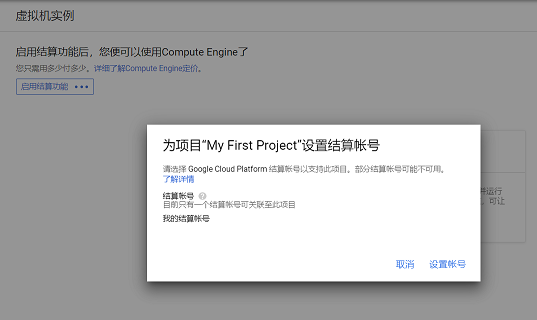 虚拟机实例
启用结算功能后，您便可以使用Compute Engine了
您只需用多少付多少。详细了解Compute Engine定价。
启用结算功能
为项目“My First Project”设置结算帐号
请选择 Google Cloud Platform 结算帐号以支持此项目。部分结算帐号可能不可用。
了解详情
结算帐号 ?
目前只有一个结算帐号可关联至此项目
我的结算帐号
取消 设置帐号
并运行
可让